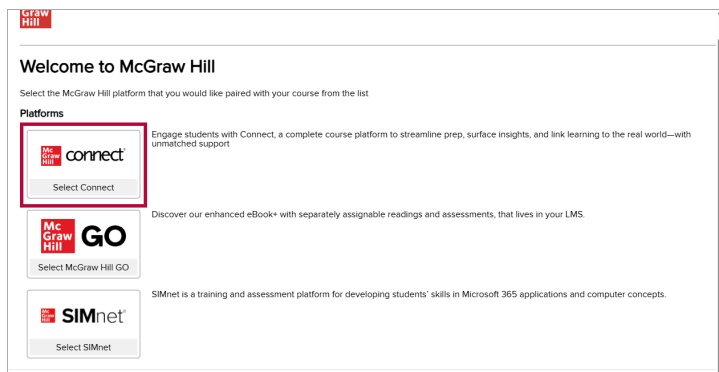 Graw
Hill
Welcome to McGraw Hill
Select the McGraw Hill platform that you would like paired with your course from the list
Platforms
Mc
Graw
Hill
connect
Select Connect
Engage students with Connect, a complete course platform to streamline prep, surface insights, and link learning to the real world—with
unmatched support
Mc
Graw
Hill
GO
Select McGraw Hill GO
Discover our enhanced eBook+ with separately assignable readings and assessments, that lives in your LMS.
Mc
Graw
Hill
SIMnet
Select SIMnet
SIMnet is a training and assessment platform for developing students' skills in Microsoft 365 applications and computer concepts.